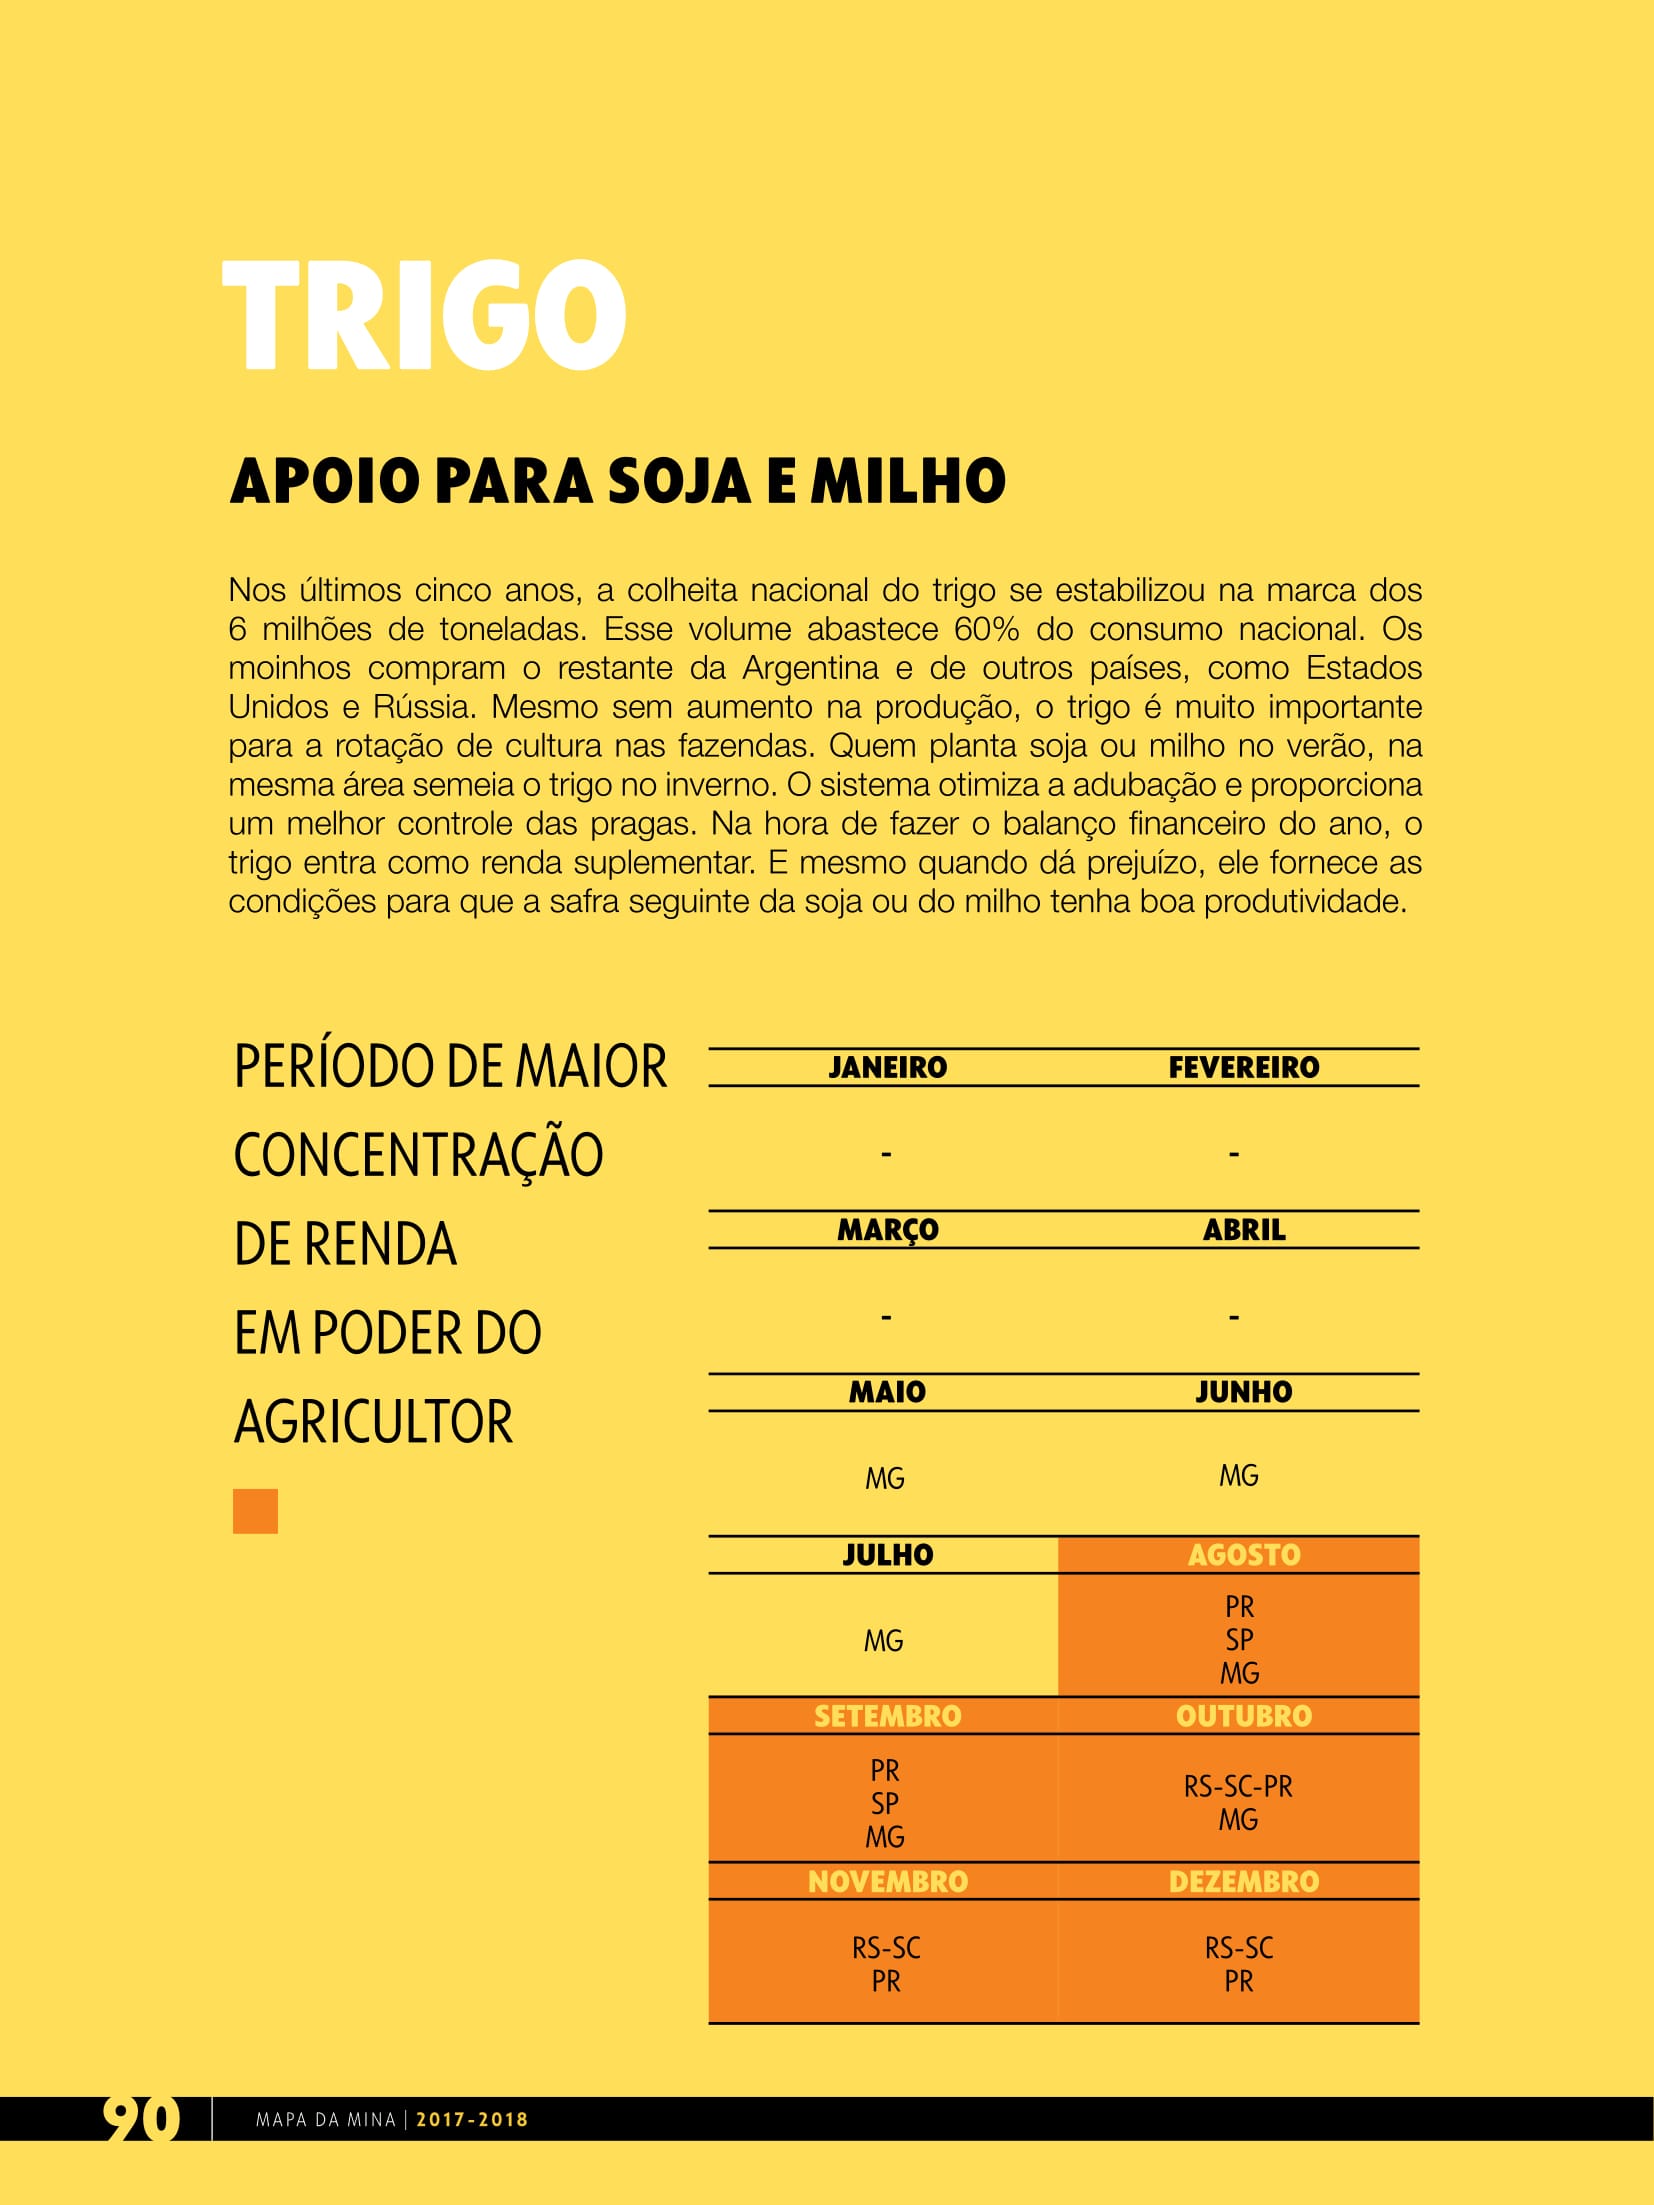 TRIGO
APOIO PARA SOJA E MILHO
Nos últimos cinco anos, a colheita nacional do trigo se estabilizou na marca dos
6 milhões de toneladas. Esse volume abastece 60% do consumo nacional. Os
moinhos compram o restante da Argentina e de outros países, como Estados
Unidos e Rússia. Mesmo sem aumento na produção, o trigo é muito importante
para a rotação de cultura nas fazendas. Quem planta soja ou milho no verão, na
mesma área semeia o trigo no inverno. O sistema otimiza a adubação e proporciona
um melhor controle das pragas. Na hora de fazer o balanço financeiro do ano, o
trigo entra como renda suplementar. E mesmo quando dá prejuízo, ele fornece as
condições para que a safra seguinte da soja ou do milho tenha boa produtividade.
PERÍODO DE MAIOR
CONCENTRAÇÃO
DE RENDA
EM PODER DO
AGRICULTOR
JANEIRO FEVEREIRO
- -
MARÇO ABRIL
- -
MAIO JUNHO
MG MG
JULHO AGOSTO
MG
PR
SP
MG
SETEMBRO OUTUBRO
PR
SP
MG
RS-SC-PR
MG
NOVEMBRO DEZEMBRO
RS-SC RS-SC
PR PR
90 MAPA DA MINA | 2017-2018